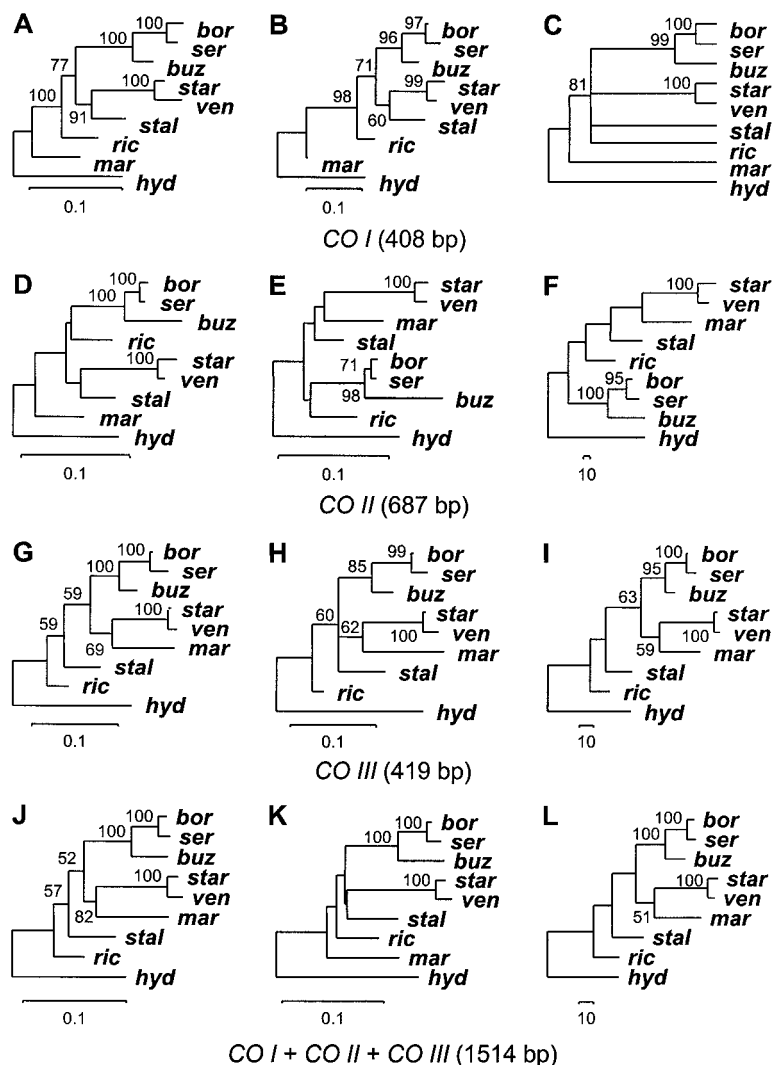 A
B
C
100
bor
100
ser
buz
77
100
star
ven
100
91
stal
ric
mar
hyd
0.1
97
bor
96
ser
buz
71
99
star
ven
98
60
stal
ric
mar
hyd
0.1
100
bor
99
ser
buz
100
star
81
ven
stal
ric
mar
hyd
CO I (408 bp)
D
E
F
100
bor
100
ser
buz
ric
100
star
ven
stal
mar
hyd
0.1
100
star
ven
mar
stal
71
bor
ser
98
buz
ric
hyd
0.1
100
star
ven
mar
stal
ric
95
bor
100
ser
buz
hyd
10
CO II (687 bp)
G
H
I
100
bor
100
ser
buz
59
100
star
ven
59
69
mar
stal
ric
hyd
0.1
99
bor
85
ser
buz
60
star
62
ven
100
mar
stal
ric
hyd
0.1
100
bor
95
ser
buz
63
star
100
ven
59
mar
stal
ric
hyd
10
CO III (419 bp)
J
K
L
100
bor
100
ser
buz
52
100
star
ven
57
82
mar
stal
ric
hyd
0.1
100
bor
100
ser
buz
100
star
ven
stal
ric
mar
hyd
0.1
100
bor
100
ser
buz
100
star
ven
51
mar
stal
ric
hyd
10
CO I + CO II + CO III (1514 bp)